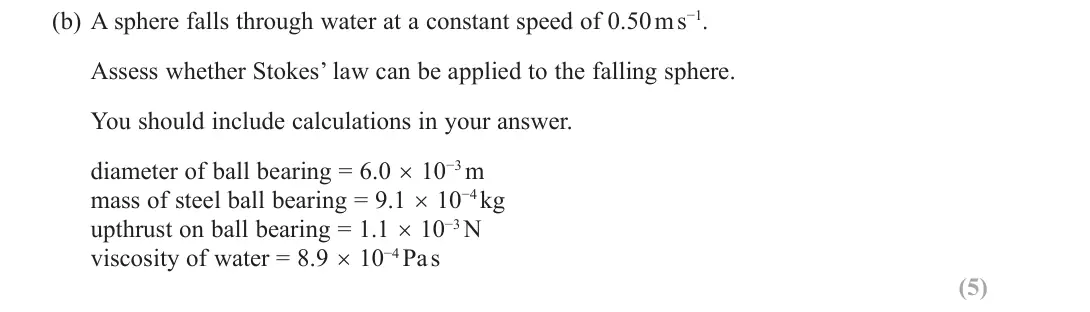 (b) A sphere falls through water at a constant speed of 0.50 m s⁻¹.
Assess whether Stokes’ law can be applied to the falling sphere.
You should include calculations in your answer.
diameter of ball bearing = 6.0 × 10⁻³ m
mass of steel ball bearing = 9.1 × 10⁻⁴ kg
upthrust on ball bearing = 1.1 × 10⁻³ N
viscosity of water = 8.9 × 10⁻⁴ Pa s
(5)